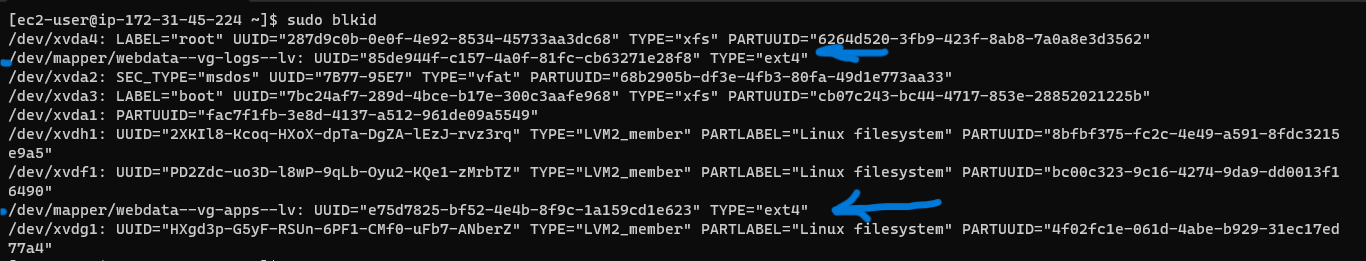 [ec2-user@ip-172-31-45-224 ~]$ sudo blkid
/dev/xvda4: LABEL="root" UUID="287d9c0b-0e0f-4e92-8534-45733aa3dc68" TYPE="xfs" PARTUUID="6264d520-3fb9-423f-8ab8-7a0a8e3d3562"
/dev/mapper/webdata--vg-logs--lv: UUID="85de944f-c157-4a0f-81fc-cb63271e28f8" TYPE="ext4"
/dev/xvda2: SEC_TYPE="msdos" UUID="7B77-95E7" TYPE="vfat" PARTUUID="68b2905b-df3e-4fb3-80fa-49d1e773aa33"
/dev/xvda3: LABEL="boot" UUID="7bc24af7-289d-4bce-b17e-300c3aafe968" TYPE="xfs" PARTUUID="cb07c243-bc44-4717-853e-28852021225b"
/dev/xvda1: PARTUUID="fac7f1fb-3e8d-4137-a512-961de09a5549"
/dev/xvdh1: UUID="2XKIl8-Kcoq-HXoX-dpTa-DgZA-lEzJ-rvz3rq" TYPE="LVM2_member" PARTLABEL="Linux filesystem" PARTUUID="8bfbf375-fc2c-4e49-a591-8fdc3215
e9a5"
/dev/xvdf1: UUID="PD2Zdc-uo3D-l8wP-9qLb-Oyu2-KQe1-zMrbTZ" TYPE="LVM2_member" PARTLABEL="Linux filesystem" PARTUUID="bc00c323-9c16-4274-9da9-dd0013f1
6490"
/dev/mapper/webdata--vg-apps--lv: UUID="e75d7825-bf52-4e4b-8f9c-1a159cd1e623" TYPE="ext4"
/dev/xvdg1: UUID="HXgd3p-G5yF-RSUn-6PF1-CMf0-uFb7-ANberZ" TYPE="LVM2_member" PARTLABEL="Linux filesystem" PARTUUID="4f02fc1e-061d-4abe-b929-31ec17ed
77a4"